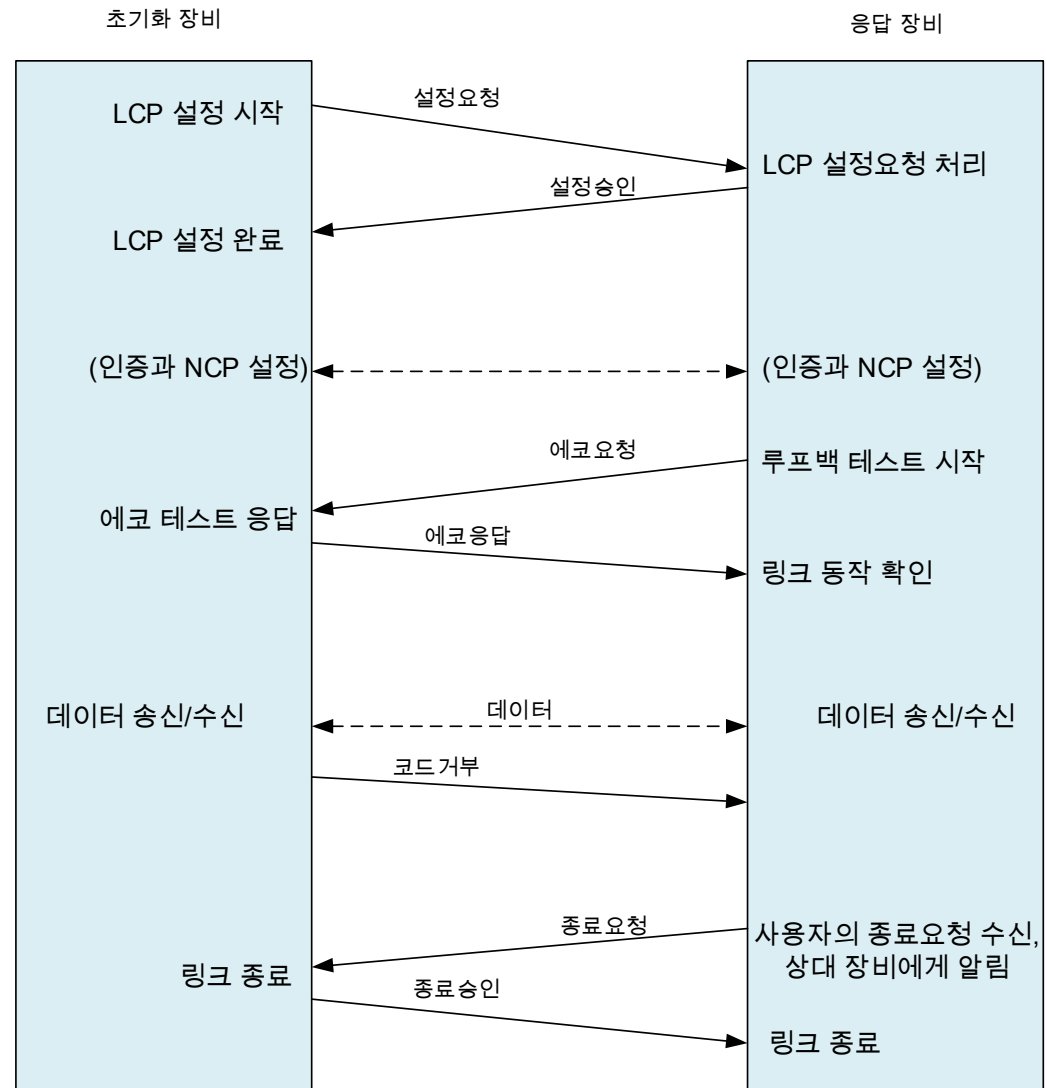 초기화 장비
응답 장비
LCP 설정 시작
설정요청
LCP 설정요청 처리
설정승인
LCP 설정 완료
(인증과 NCP 설정)
(인증과 NCP 설정)
에코요청
루프백 테스트 시작
에코 테스트 응답
에코응답
링크 동작 확인
데이터 송신/수신
데이터
데이터 송신/수신
코드거부
종료요청
사용자의 종료요청 수신,
상대 장비에게 알림
링크 종료
종료승인
링크 종료